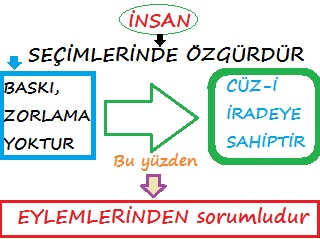 İNSAN
SEÇİMLERİNDE ÖZGÜRDÜR
BASKI,
ZORLAMA
YOKTUR
CÜZ-İ
İRADEYE
SAHİPTİR
Bu yüzden
EYLEMLERİNDEN sorumludur